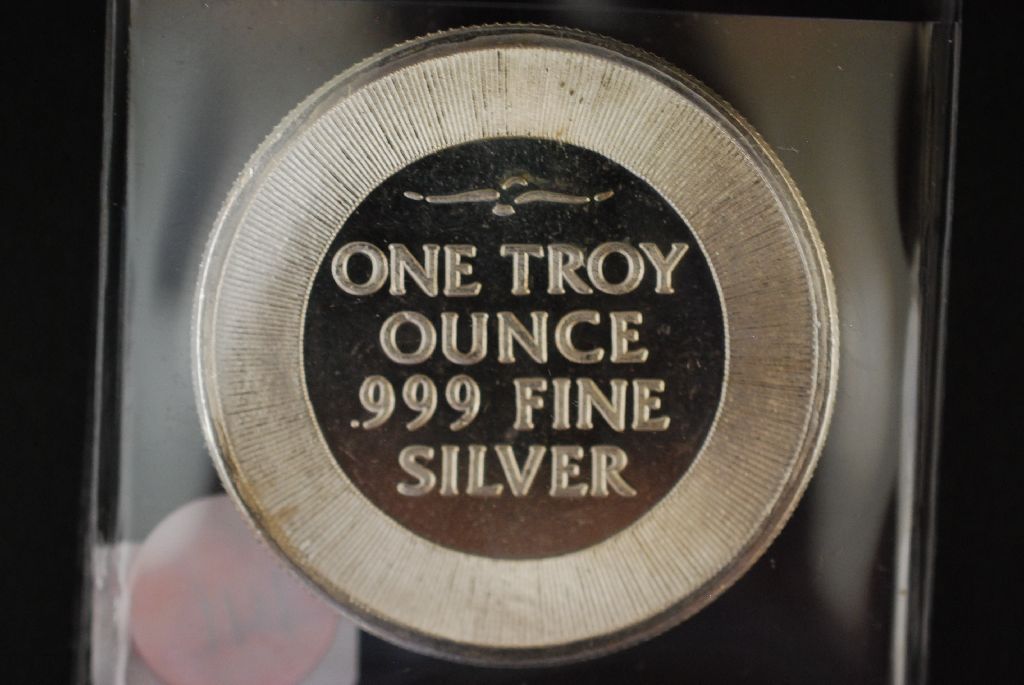 ONE TROY
OUNCE
.999 FINE
SILVER